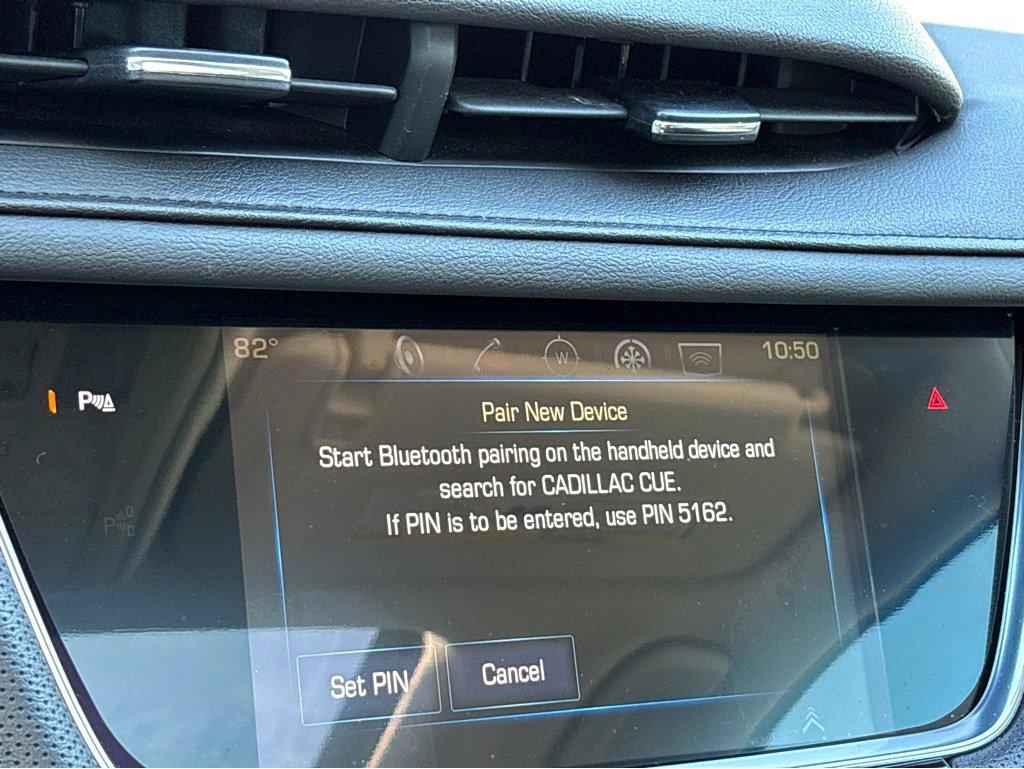 82° W 10:50
P
Pair New Device
Start Bluetooth pairing on the handheld device and
search for CADILLAC CUE.
If PIN is to be entered, use PIN 5162.
P
Set PIN Cancel